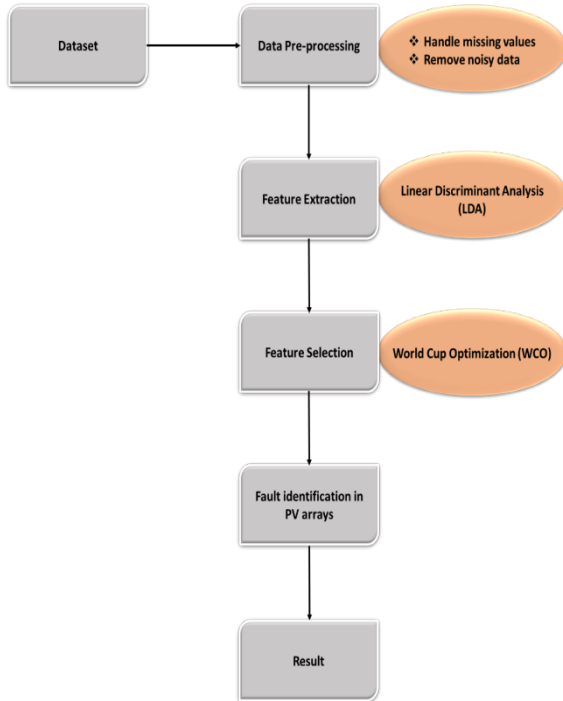 Dataset
Data Pre-processing
❖ Handle missing values
❖ Remove noisy data
Feature Extraction
Linear Discriminant Analysis
(LDA)
Feature Selection
World Cup Optimization (WCO)
Fault identification in
PV arrays
Result